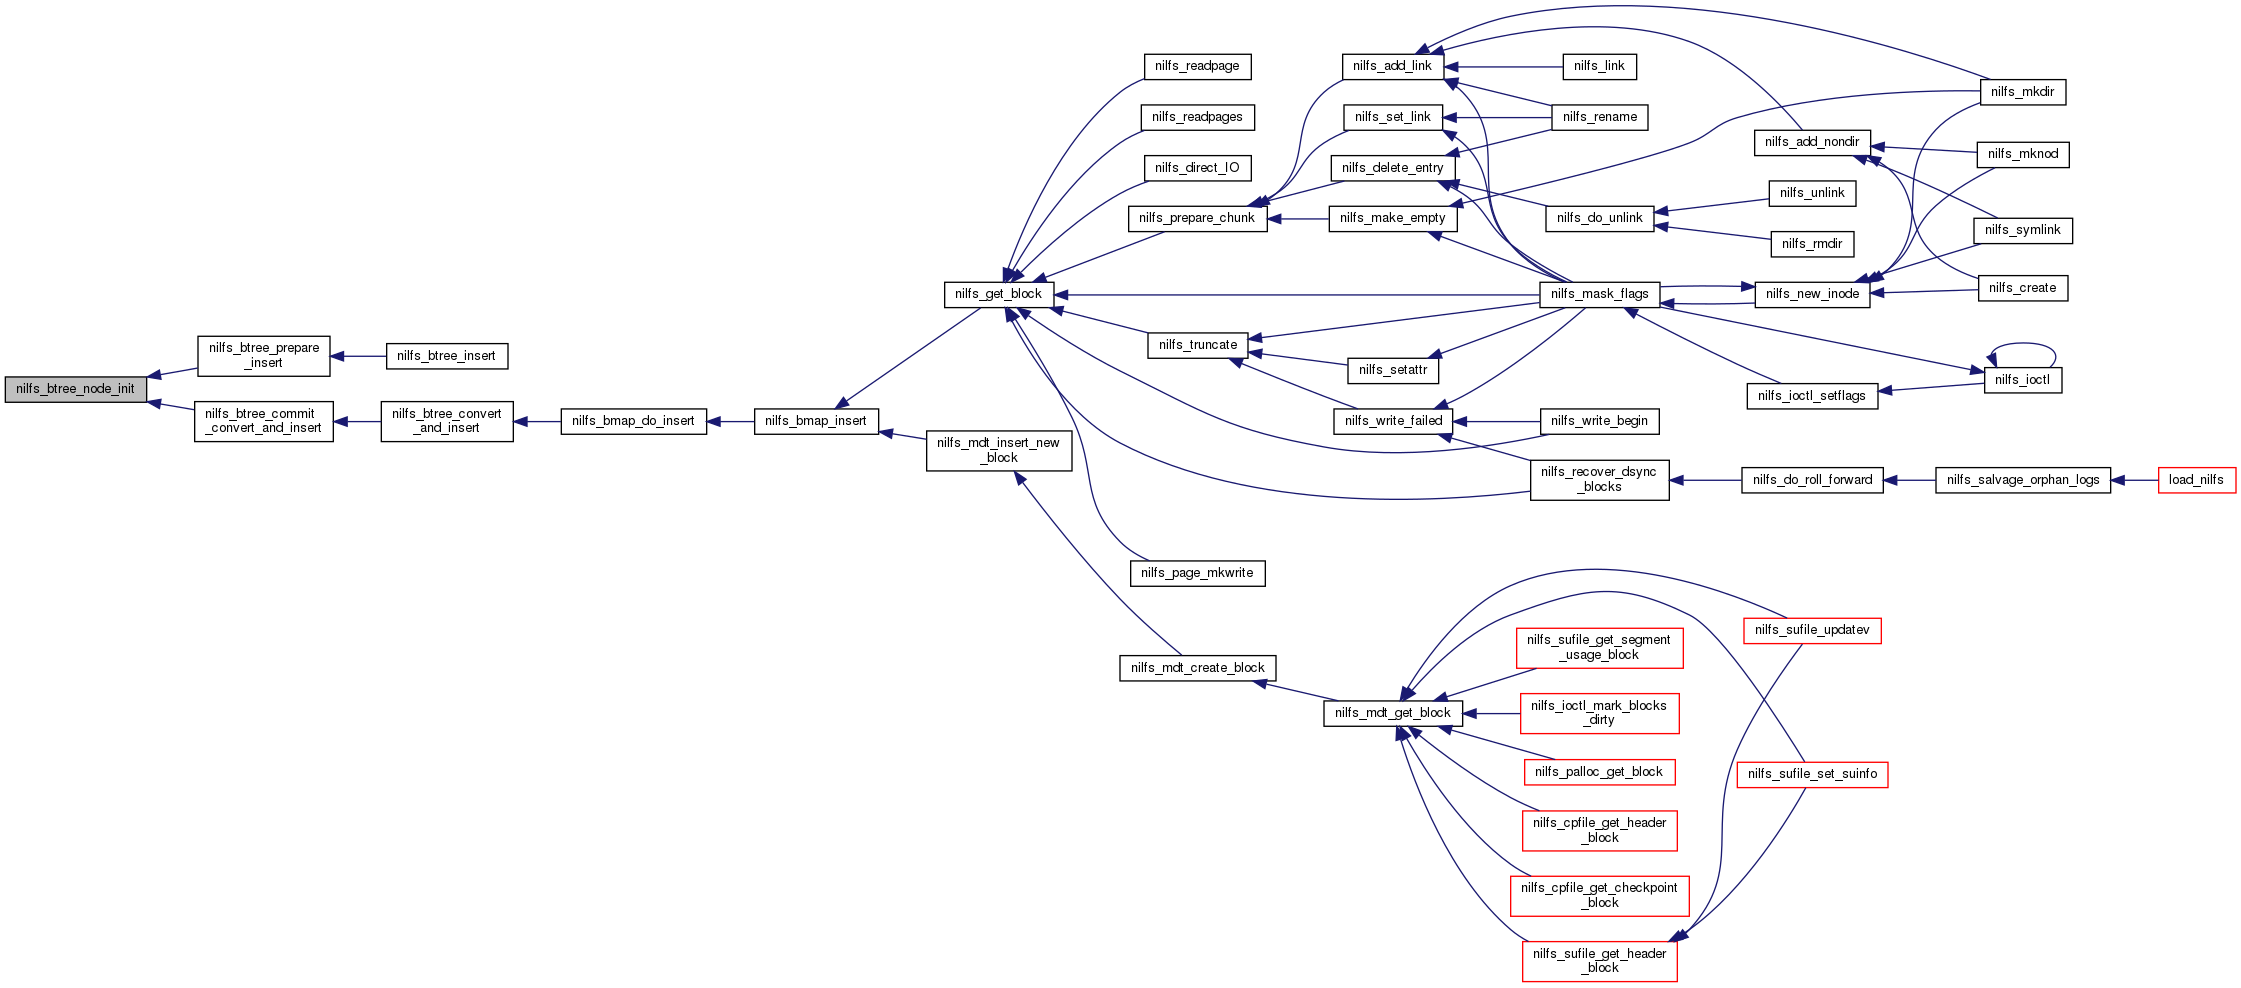 nilfs_btree_node_init
nilfs_btree_prepare
_insert
nilfs_btree_insert
nilfs_btree_commit
_convert_and_insert
nilfs_btree_convert
_and_insert
nilfs_bmap_do_insert
nilfs_bmap_insert
nilfs_get_block
nilfs_mdt_insert_new
_block
nilfs_readpage
nilfs_readpages
nilfs_direct_IO
nilfs_prepare_chunk
nilfs_truncate
nilfs_page_mkwrite
nilfs_mdt_create_block
nilfs_add_link
nilfs_set_link
nilfs_delete_entry
nilfs_make_empty
nilfs_setattr
nilfs_write_failed
nilfs_mdt_get_block
nilfs_link
nilfs_rename
nilfs_do_unlink
nilfs_mask_flags
nilfs_write_begin
nilfs_recover_dsync
_blocks
nilfs_sufile_get_segment
_usage_block
nilfs_ioctl_mark_blocks
_dirty
nilfs_palloc_get_block
nilfs_cpfile_get_header
_block
nilfs_cpfile_get_checkpoint
_block
nilfs_sufile_get_header
_block
nilfs_add_nondir
nilfs_unlink
nilfs_rmdir
nilfs_new_inode
nilfs_ioctl_setflags
nilfs_do_roll_forward
nilfs_sufile_updatev
nilfs_sufile_set_suinfo
nilfs_mkdir
nilfs_mknod
nilfs_symlink
nilfs_create
nilfs_ioctl
nilfs_salvage_orphan_logs
load_nilfs